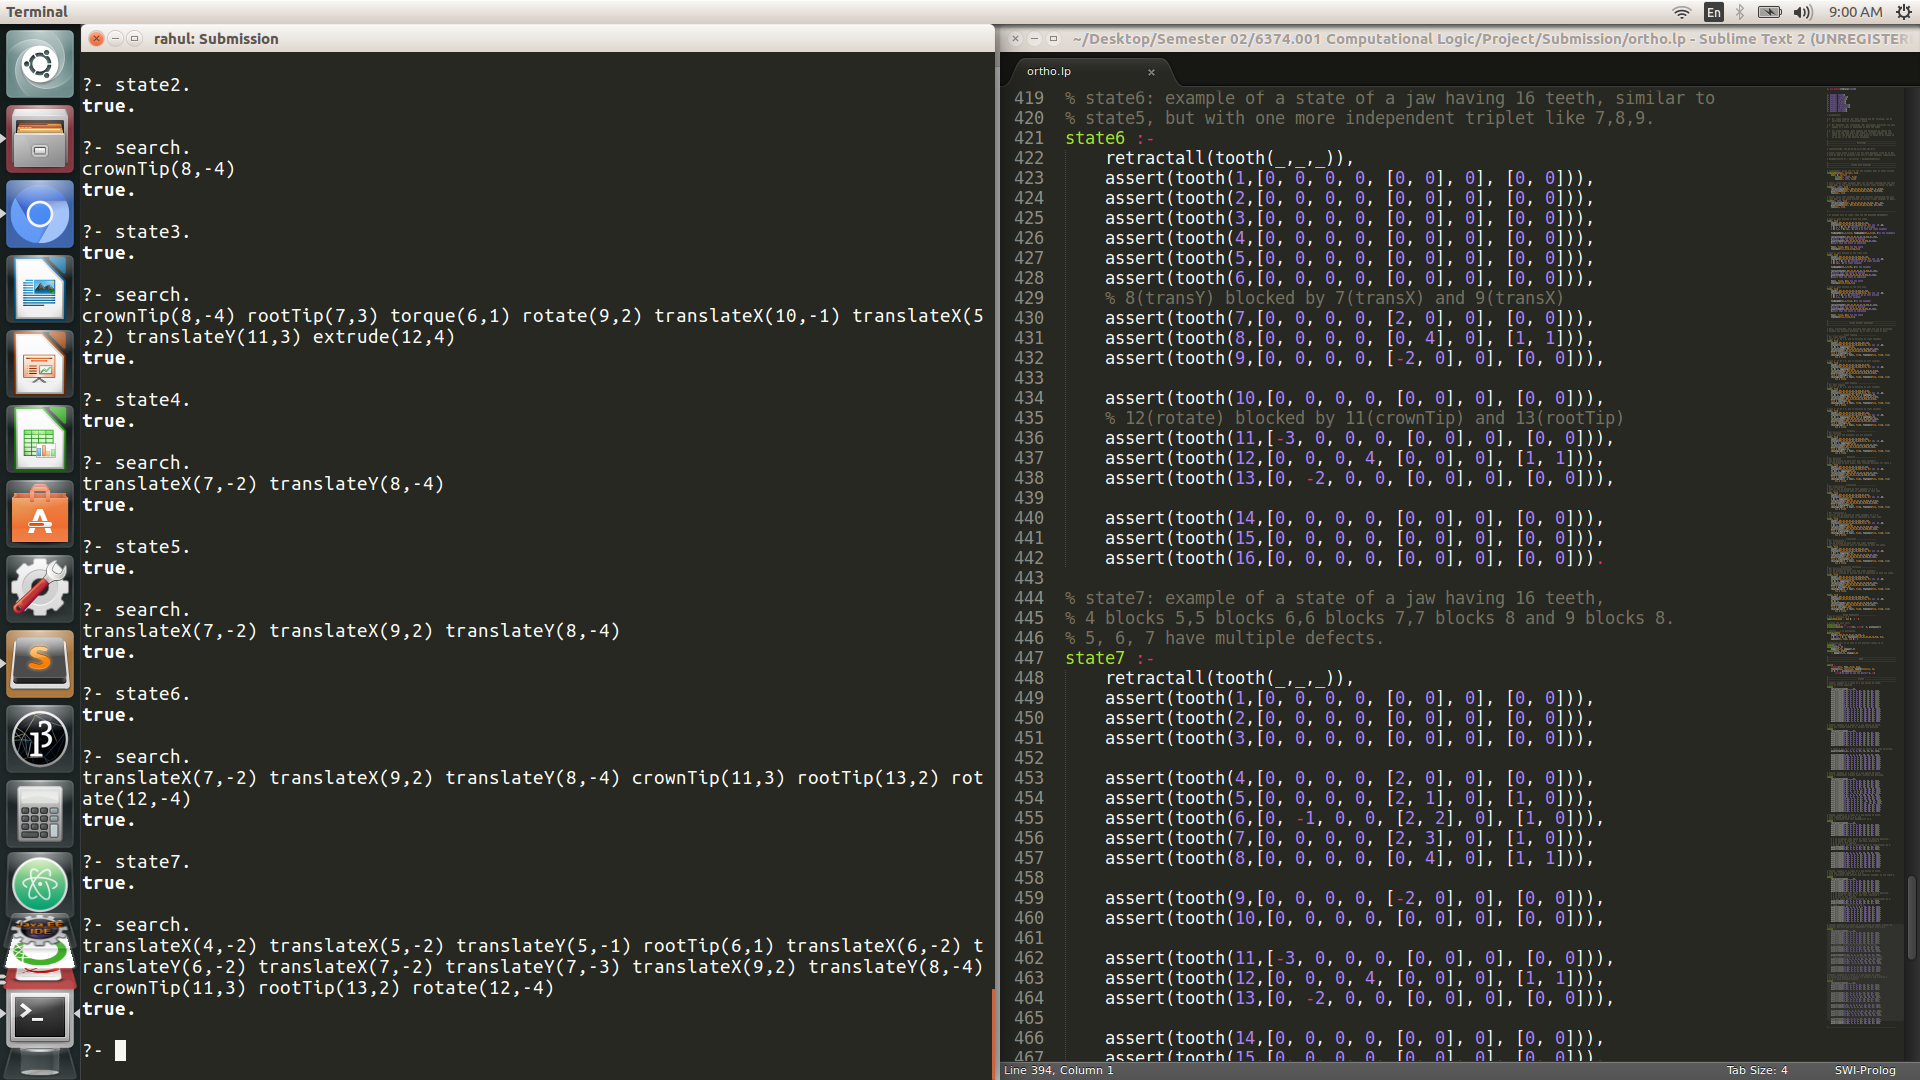 Terminal
En
9:00 AM
rahul: Submission
?- state2.
true.
?- search.
crownTip(8,-4)
true.
?- state3.
true.
?- search.
crownTip(8,-4) rootTip(7,3) torque(6,1) rotate(9,2) translateX(10,-1) translateX(5
,2) translateY(11,3) extrude(12,4)
true.
?- state4.
true.
?- search.
translateX(7,-2) translateY(8,-4)
true.
?- state5.
true.
?- search.
translateX(7,-2) translateX(9,2) translateY(8,-4)
true.
?- state6.
true.
?- search.
translateX(7,-2) translateX(9,2) translateY(8,-4) crownTip(11,3) rootTip(13,2) rot
ate(12,-4)
true.
?- state7.
true.
?- search.
translateX(4,-2) translateX(5,-2) translateY(5,-1) rootTip(6,1) translateX(6,-2) t
ranslateY(6,-2) translateX(7,-2) translateY(7,-3) translateX(9,2) translateY(8,-4)
 crownTip(11,3) rootTip(13,2) rotate(12,-4)
true.
?-
~/Desktop/Semester 02/6374.001 Computational Logic/Project/Submission/ortho.lp - Sublime Text 2 (UNREGISTER
ortho.lp
419 % state6: example of a state of a jaw having 16 teeth, similar to
420 % state5, but with one more independent triplet like 7,8,9.
421 state6 :-
422     retractall(tooth(_,_,_)),
423     assert(tooth(1,[0, 0, 0, 0, [0, 0], 0], [0, 0])),
424     assert(tooth(2,[0, 0, 0, 0, [0, 0], 0], [0, 0])),
425     assert(tooth(3,[0, 0, 0, 0, [0, 0], 0], [0, 0])),
426     assert(tooth(4,[0, 0, 0, 0, [0, 0], 0], [0, 0])),
427     assert(tooth(5,[0, 0, 0, 0, [0, 0], 0], [0, 0])),
428     assert(tooth(6,[0, 0, 0, 0, [0, 0], 0], [0, 0])),
429     % 8(transY) blocked by 7(transX) and 9(transX)
430     assert(tooth(7,[0, 0, 0, 0, [2, 0], 0], [0, 0])),
431     assert(tooth(8,[0, 0, 0, 0, [0, 4], 0], [1, 1])),
432     assert(tooth(9,[0, 0, 0, 0, [-2, 0], 0], [0, 0])),
433
434     assert(tooth(10,[0, 0, 0, 0, [0, 0], 0], [0, 0])),
435     % 12(rotate) blocked by 11(crownTip) and 13(rootTip)
436     assert(tooth(11,[-3, 0, 0, 0, [0, 0], 0], [0, 0])),
437     assert(tooth(12,[0, 0, 0, 4, [0, 0], 0], [1, 1])),
438     assert(tooth(13,[0, -2, 0, 0, [0, 0], 0], [0, 0])),
439
440     assert(tooth(14,[0, 0, 0, 0, [0, 0], 0], [0, 0])),
441     assert(tooth(15,[0, 0, 0, 0, [0, 0], 0], [0, 0])),
442     assert(tooth(16,[0, 0, 0, 0, [0, 0], 0], [0, 0])).
443
444 % state7: example of a state of a jaw having 16 teeth,
445 % 4 blocks 5,5 blocks 6,6 blocks 7,7 blocks 8 and 9 blocks 8.
446 % 5, 6, 7 have multiple defects.
447 state7 :-
448     retractall(tooth(_,_,_)),
449     assert(tooth(1,[0, 0, 0, 0, [0, 0], 0], [0, 0])),
450     assert(tooth(2,[0, 0, 0, 0, [0, 0], 0], [0, 0])),
451     assert(tooth(3,[0, 0, 0, 0, [0, 0], 0], [0, 0])),
452
453     assert(tooth(4,[0, 0, 0, 0, [2, 0], 0], [0, 0])),
454     assert(tooth(5,[0, 0, 0, 0, [2, 1], 0], [1, 0])),
455     assert(tooth(6,[0, -1, 0, 0, [2, 2], 0], [1, 0])),
456     assert(tooth(7,[0, 0, 0, 0, [2, 3], 0], [1, 0])),
457     assert(tooth(8,[0, 0, 0, 0, [0, 4], 0], [1, 1])),
458
459     assert(tooth(9,[0, 0, 0, 0, [-2, 0], 0], [0, 0])),
460     assert(tooth(10,[0, 0, 0, 0, [0, 0], 0], [0, 0])),
461
462     assert(tooth(11,[-3, 0, 0, 0, [0, 0], 0], [0, 0])),
463     assert(tooth(12,[0, 0, 0, 4, [0, 0], 0], [1, 1])),
464     assert(tooth(13,[0, -2, 0, 0, [0, 0], 0], [0, 0])),
465
466     assert(tooth(14,[0, 0, 0, 0, [0, 0], 0], [0, 0])),
467     assert(tooth(15,[0, 0, 0, 0, [0, 0], 0], [0, 0])),
Line 394, Column 1
Tab Size: 4
SWI-Prolog